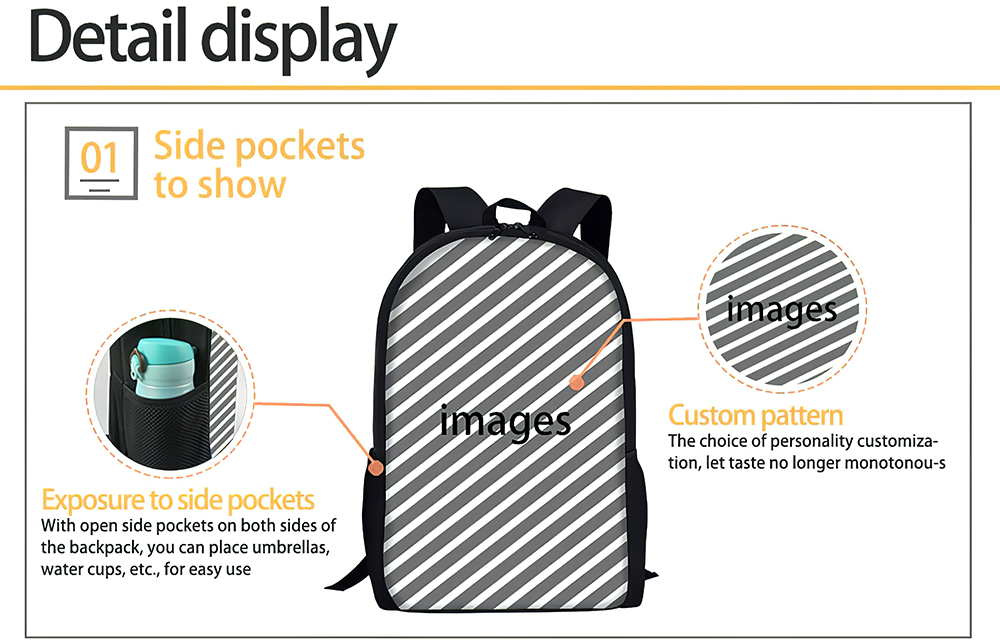 Detail display
01
Side pockets
to show
images
images
Custom pattern
The choice of personality customiza-
tion, let taste no longer monotonou-s
Exposure to side pockets
With open side pockets on both sides of
the backpack, you can place umbrellas,
water cups, etc., for easy use